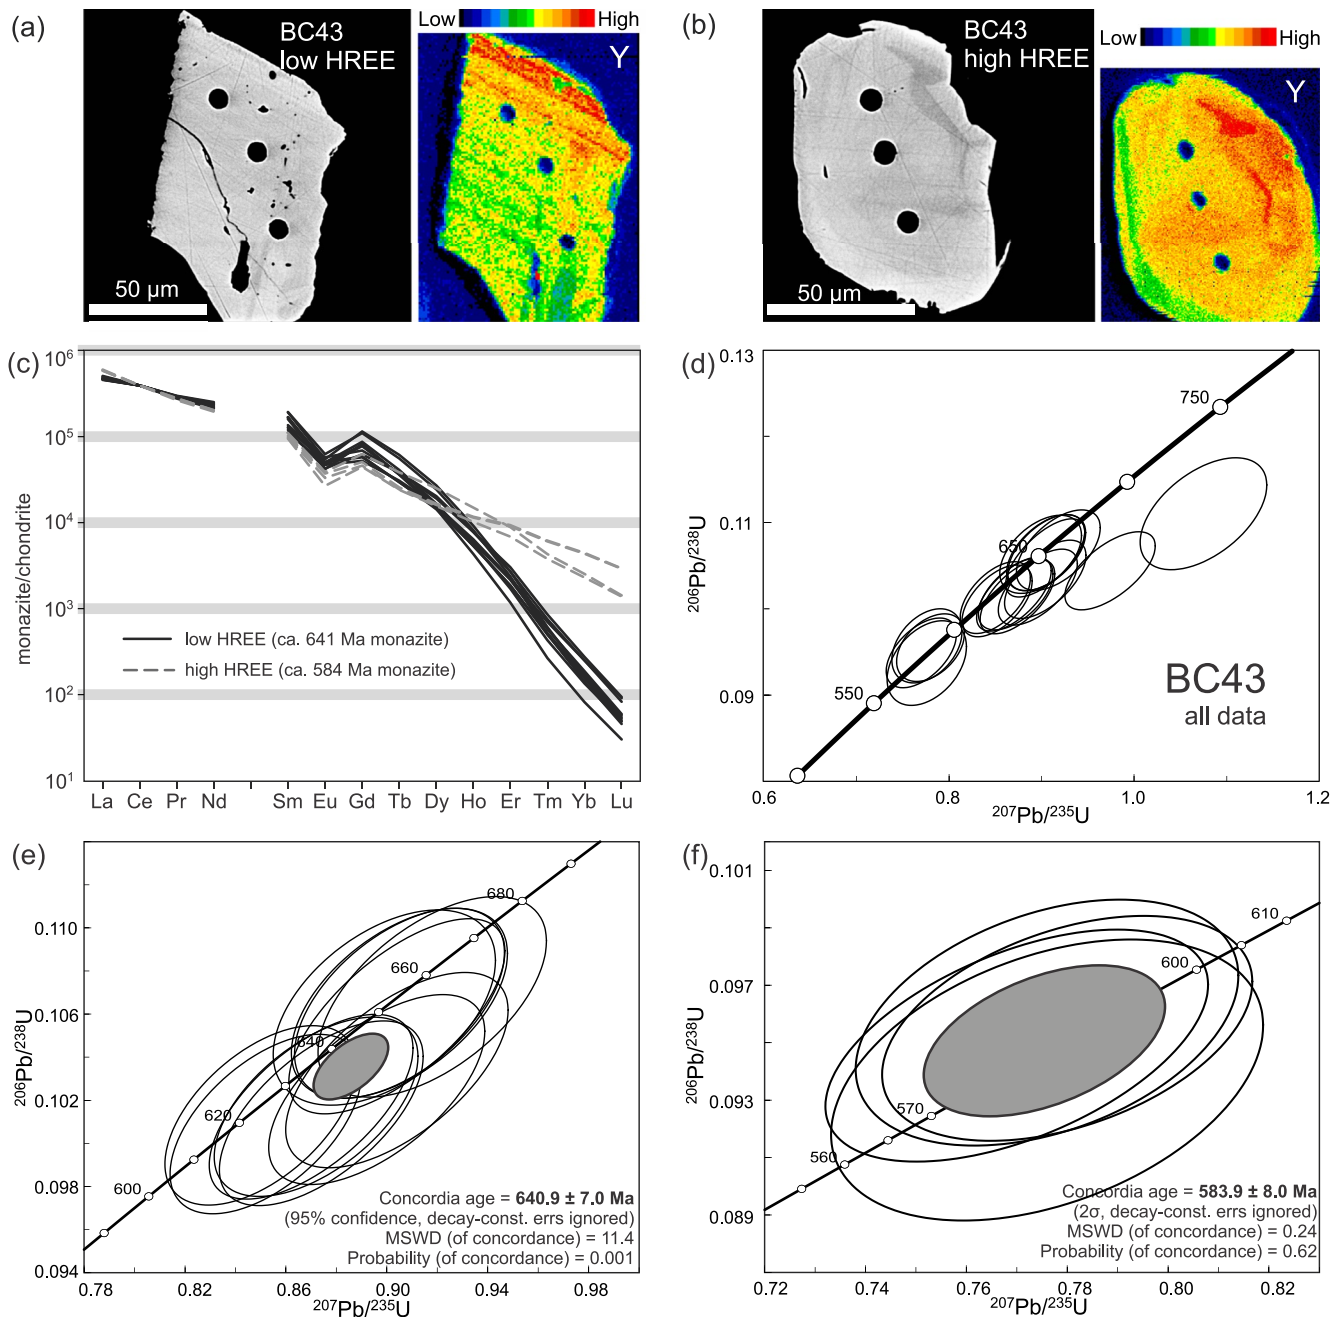 (a)
BC43
low HREE
50 µm
Low High
Y
(b)
BC43
high HREE
50 µm
Low High
Y
(c)
monazite/chondrite
10⁶
10⁵
10⁴
10³
10²
10¹
low HREE (ca. 641 Ma monazite)
high HREE (ca. 584 Ma monazite)
La Ce Pr Nd Sm Eu Gd Tb Dy Ho Er Tm Yb Lu
(d)
²⁰⁶Pb/²³⁸U
0.13
0.11
0.09
750
650
550
BC43
all data
0.6 0.8 1.0 1.2
²⁰⁷Pb/²³⁵U
(e)
²⁰⁶Pb/²³⁸U
0.110
0.106
0.102
0.098
0.094
680
660
640
620
600
Concordia age = 640.9 ± 7.0 Ma
(95% confidence, decay-const. errs ignored)
MSWD (of concordance) = 11.4
Probability (of concordance) = 0.001
0.78 0.82 0.86 0.90 0.94 0.98
²⁰⁷Pb/²³⁵U
(f)
²⁰⁶Pb/²³⁸U
0.101
0.097
0.093
0.089
610
600
570
560
Concordia age = 583.9 ± 8.0 Ma
(2σ, decay-const. errs ignored)
MSWD (of concordance) = 0.24
Probability (of concordance) = 0.62
0.72 0.74 0.76 0.78 0.80 0.82
²⁰⁷Pb/²³⁵U